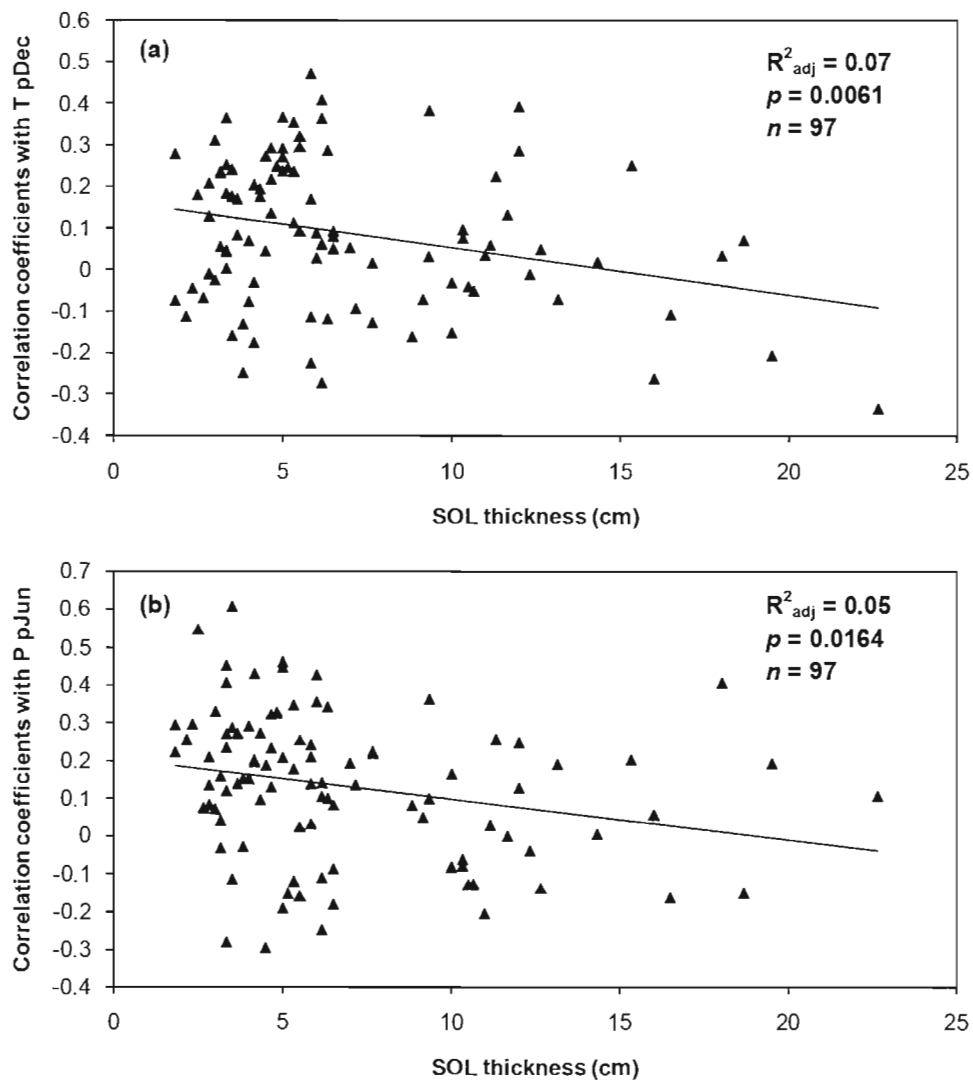 0.6
(a)
R²adj = 0.07
0.5
p = 0.0061
0.4
n = 97
0.3
0.2
0.1
0
-0.1
-0.2
-0.3
-0.4
Correlation coefficients with T pDec
0 5 10 15 20 25
SOL thickness (cm)
0.7
(b)
R²adj = 0.05
0.6
p = 0.0164
0.5
n = 97
0.4
0.3
0.2
0.1
0
-0.1
-0.2
-0.3
-0.4
Correlation coefficients with P pJun
0 5 10 15 20 25
SOL thickness (cm)